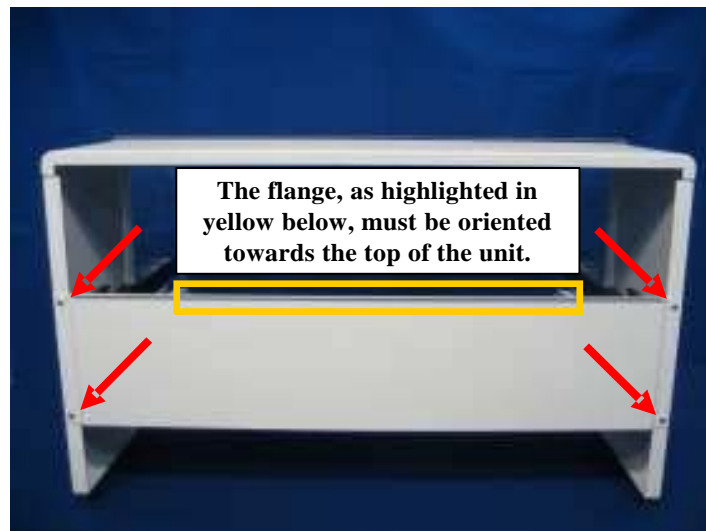 The flange, as highlighted in
yellow below, must be oriented
towards the top of the unit.